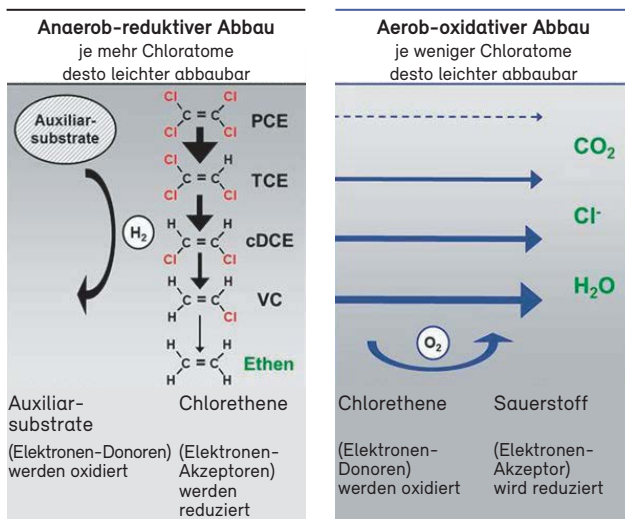 Anaerob-reduktiver Abbau
je mehr Chloratome
desto leichter abbaubar
Auxiliar-
substrate
H₂
Cl Cl
C = C
Cl Cl
PCE
Cl H
C = C
Cl Cl
TCE
H H
C = C
Cl Cl
cDCE
H H
C = C
H Cl
VC
H H
C = C
H H
Ethen
Auxiliar-
substrate
(Elektronen-Donoren)
werden oxidiert
Chlorethene
(Elektronen-
Akzeptoren)
werden
reduziert
Aerob-oxidativer Abbau
je weniger Chloratome
desto leichter abbaubar
CO₂
Cl⁻
H₂O
O₂
Chlorethene
(Elektronen-
Donoren)
werden oxidiert
Sauerstoff
(Elektronen-
Akzeptor)
wird reduziert